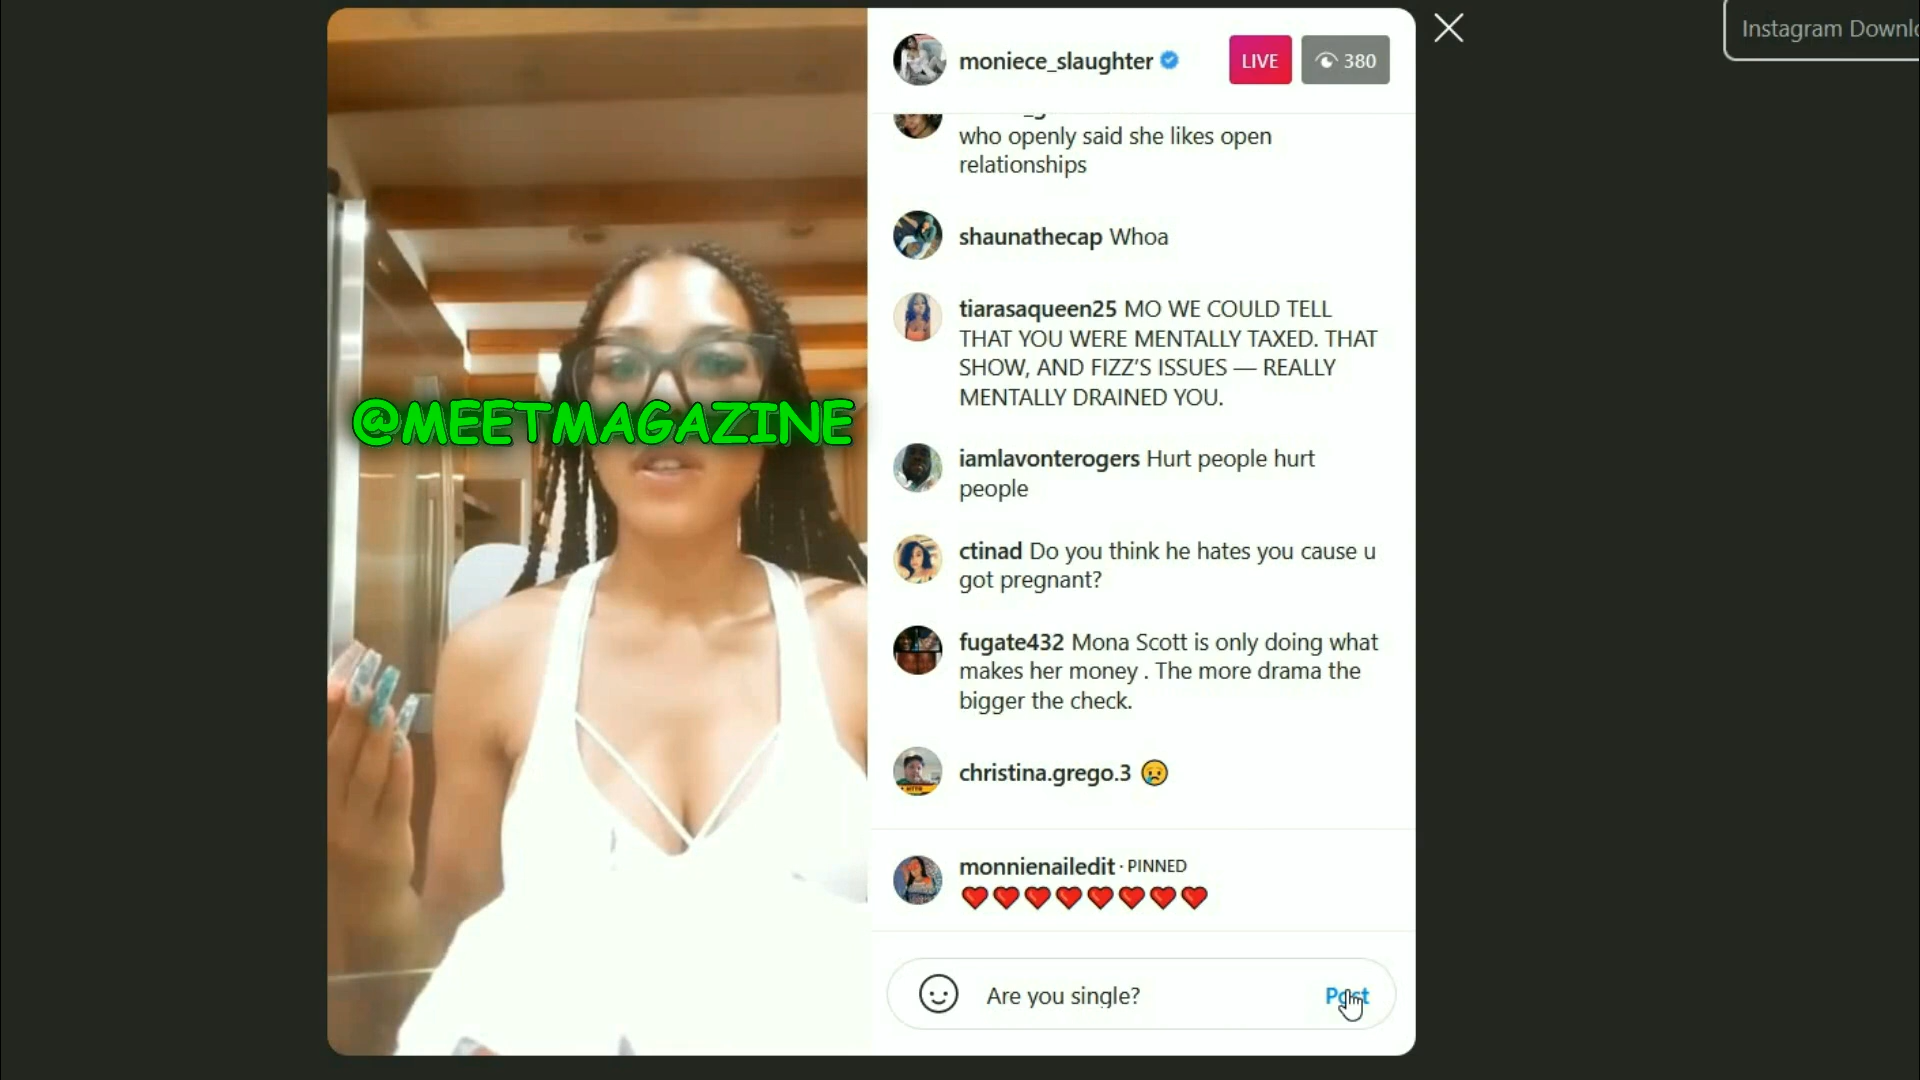 Instagram Downlo
moniece_slaughter
LIVE
380
who openly said she likes open
relationships
shaunathecap Whoa
tiarasaqueen25 MO WE COULD TELL
THAT YOU WERE MENTALLY TAXED. THAT
SHOW, AND FIZZ'S ISSUES — REALLY
MENTALLY DRAINED YOU.
@MEETMAGAZINE
iamlavonterogers Hurt people hurt
people
ctinad Do you think he hates you cause u
got pregnant?
fugate432 Mona Scott is only doing what
makes her money . The more drama the
bigger the check.
christina.grego.3 😢
monnienailedit · PINNED
❤️❤️❤️❤️❤️❤️❤️❤️
Are you single?
Post